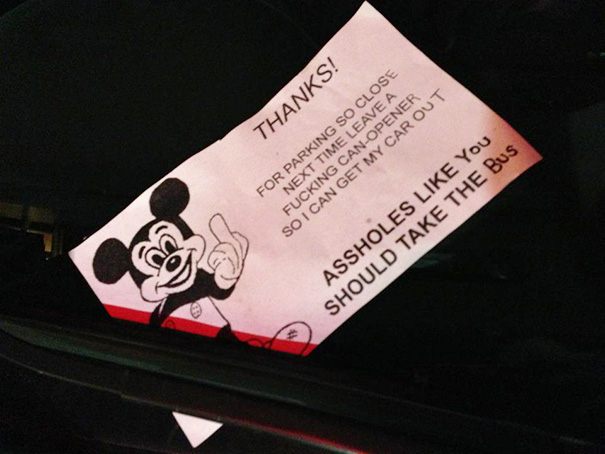 THANKS!
FOR PARKING SO CLOSE
NEXT TIME LEAVE A
FUCKING CAN-OPENER
SO I CAN GET MY CAR OUT
ASSHOLES LIKE You
SHOULD TAKE THE Bus